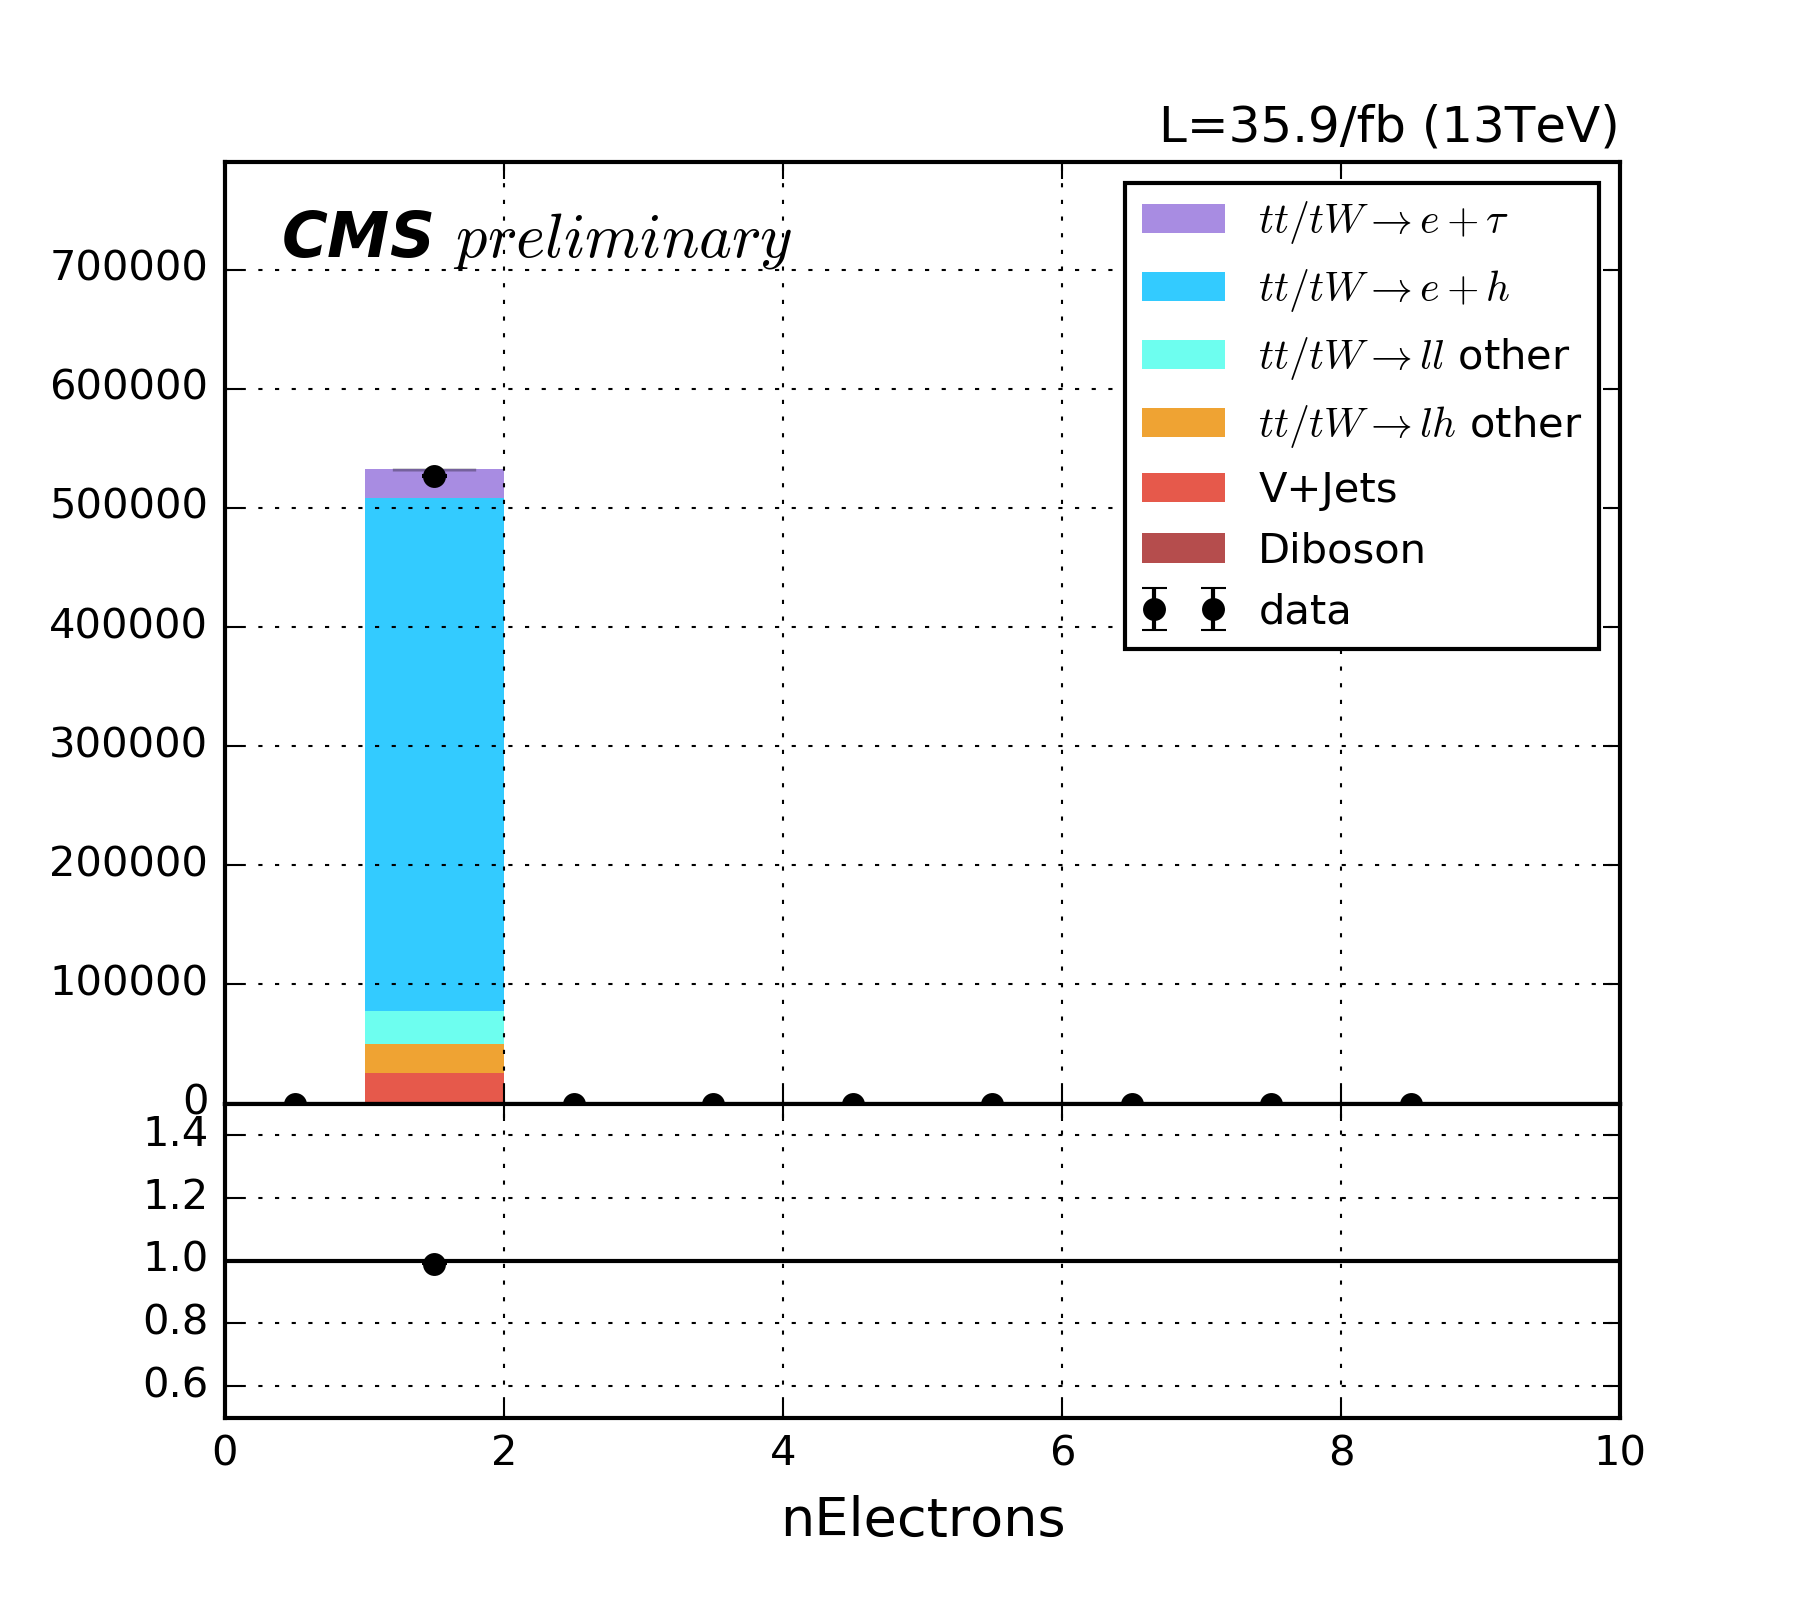 L=35.9/fb (13TeV)
CMS preliminary
700000
600000
500000
400000
300000
200000
100000
0
tt/tW→e+τ
tt/tW→e+h
tt/tW→ll other
tt/tW→lh other
V+Jets
Diboson
data
1.4
1.2
1.0
0.8
0.6
0 2 4 6 8 10
nElectrons